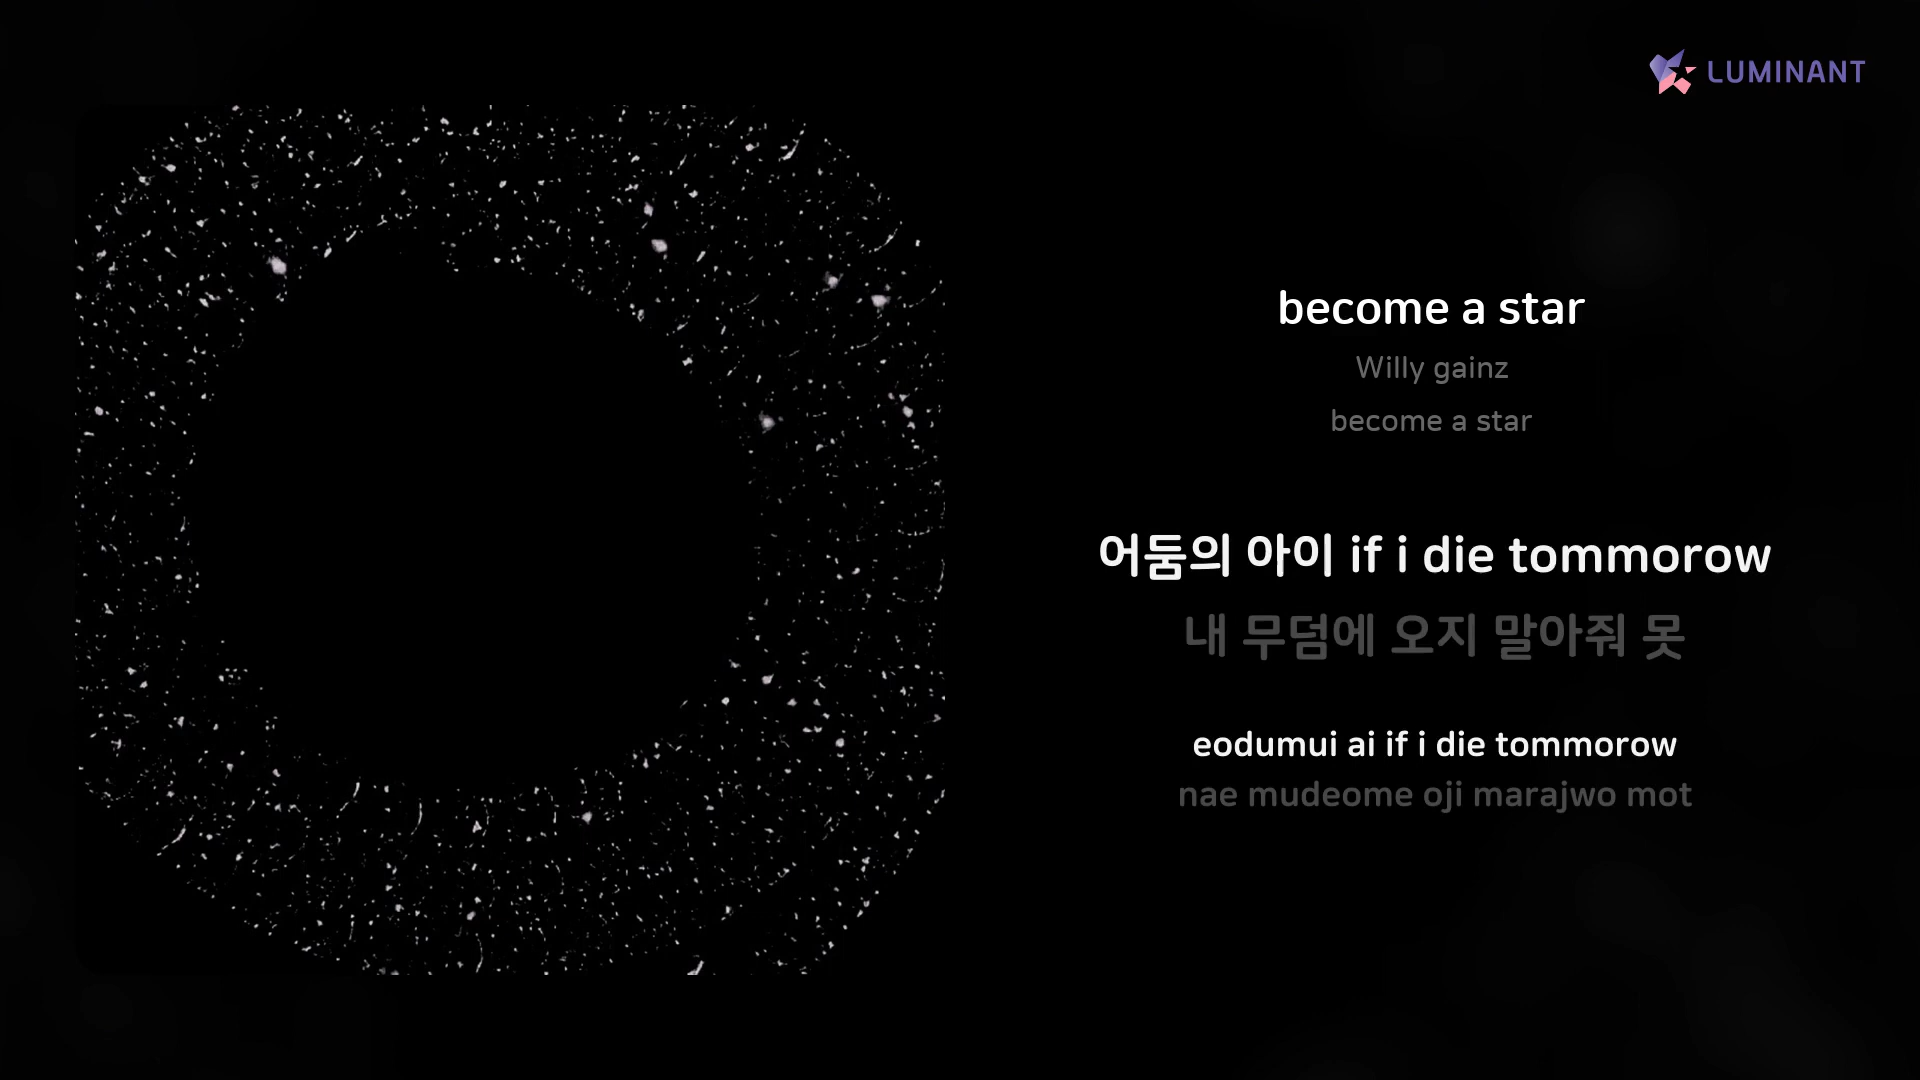 LUMINANT
become a star
Willy gainz
become a star
어둠의 아이 if i die tommorow
내 무덤에 오지 말아줘 못
eodumui ai if i die tommorow
nae mudeome oji marajwo mot